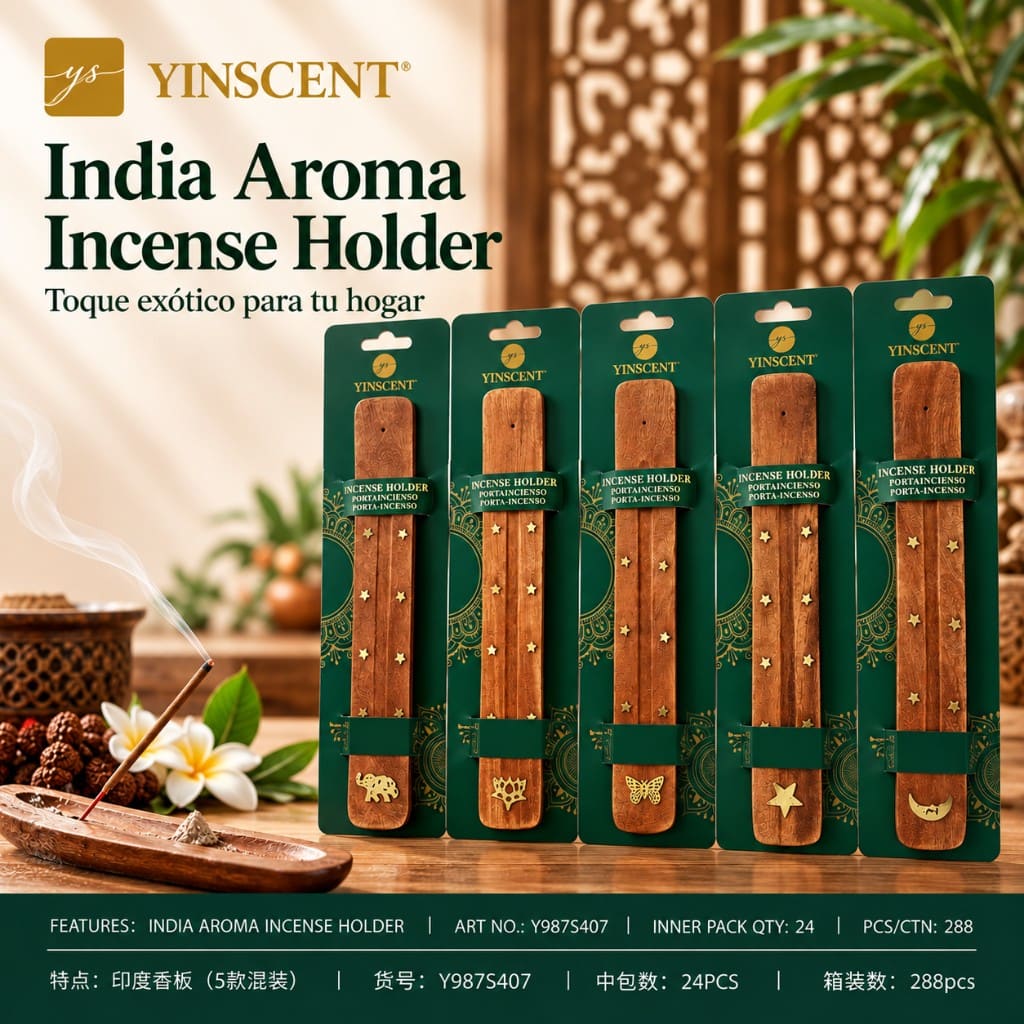 ys YINSCENT®
India Aroma
Incense Holder
Toque exótico para tu hogar
ys
YINSCENT
INCENSE HOLDER
PORTAINCIENSO
PORTA-INCENSO
ys
YINSCENT
INCENSE HOLDER
PORTAINCIENSO
PORTA-INCENSO
ys
YINSCENT
INCENSE HOLDER
PORTAINCIENSO
PORTA-INCENSO
ys
YINSCENT
INCENSE HOLDER
PORTAINCIENSO
PORTA-INCENSO
ys
YINSCENT
INCENSE HOLDER
PORTAINCIENSO
PORTA-INCENSO
FEATURES: INDIA AROMA INCENSE HOLDER | ART NO.: Y987S407 | INNER PACK QTY: 24 | PCS/CTN: 288
特点：印度香板（5款混装） | 货号：Y987S407 | 中包数：24PCS | 箱装数：288pcs